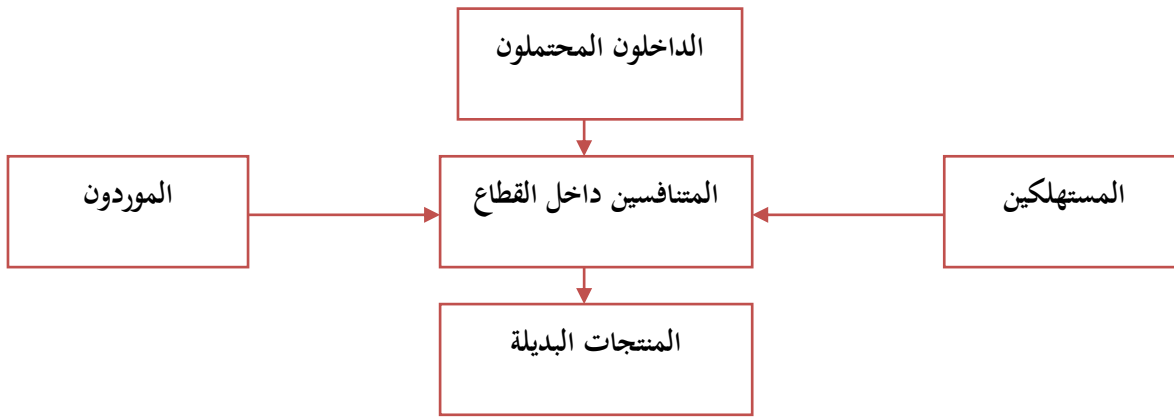 الداخلون المحتملون
المستهلكين
المتنافسين داخل القطاع
الموردون
المنتجات البديلة